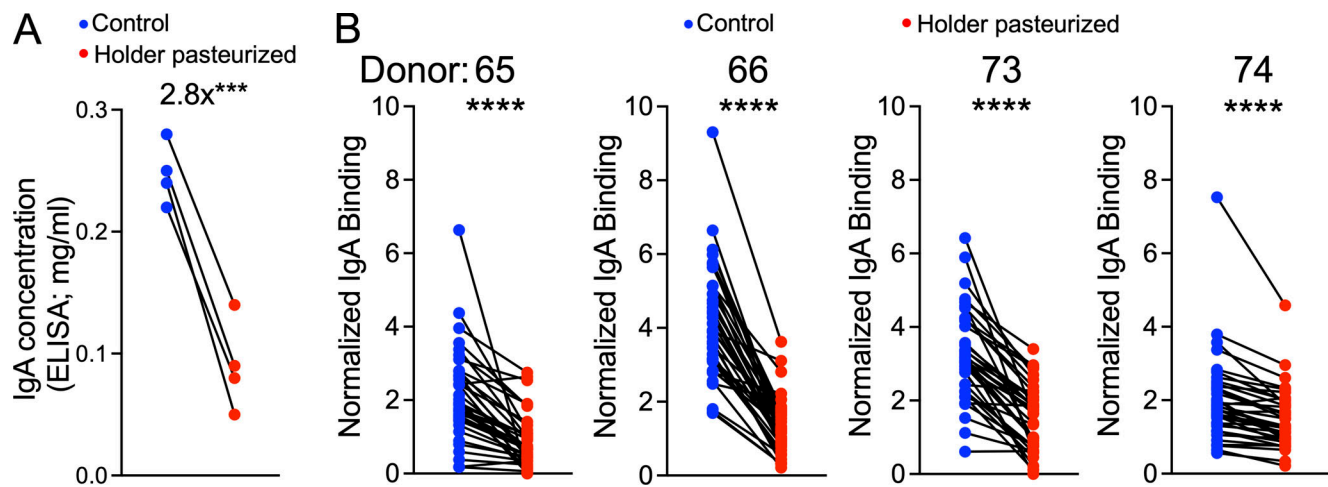 A
Control
Holder pasteurized
2.8x***
IgA concentration
(ELISA; mg/ml)
0.3
0.2
0.1
0.0
B
Control
Holder pasteurized
Donor: 65
66
73
74
****
****
****
****
Normalized IgA Binding
10
8
6
4
2
0
Normalized IgA Binding
10
8
6
4
2
0
Normalized IgA Binding
10
8
6
4
2
0
Normalized IgA Binding
10
8
6
4
2
0